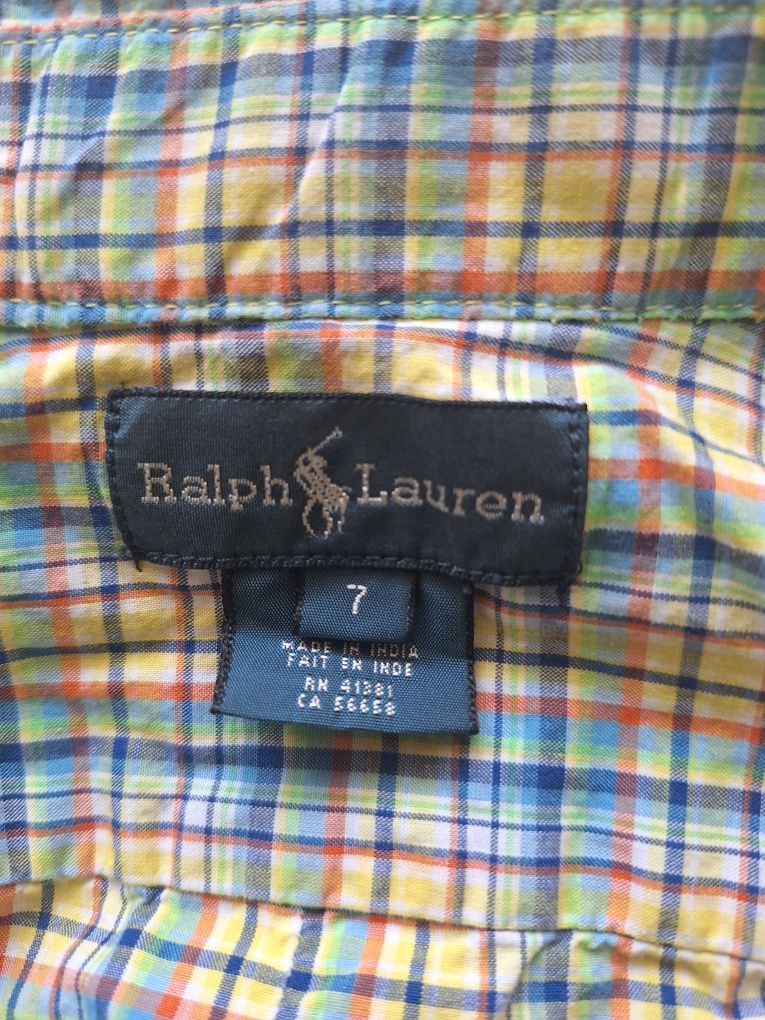 Ralph Lauren
7
MADE IN INDIA
FAIT EN INDE
RN 41381
CA 56658